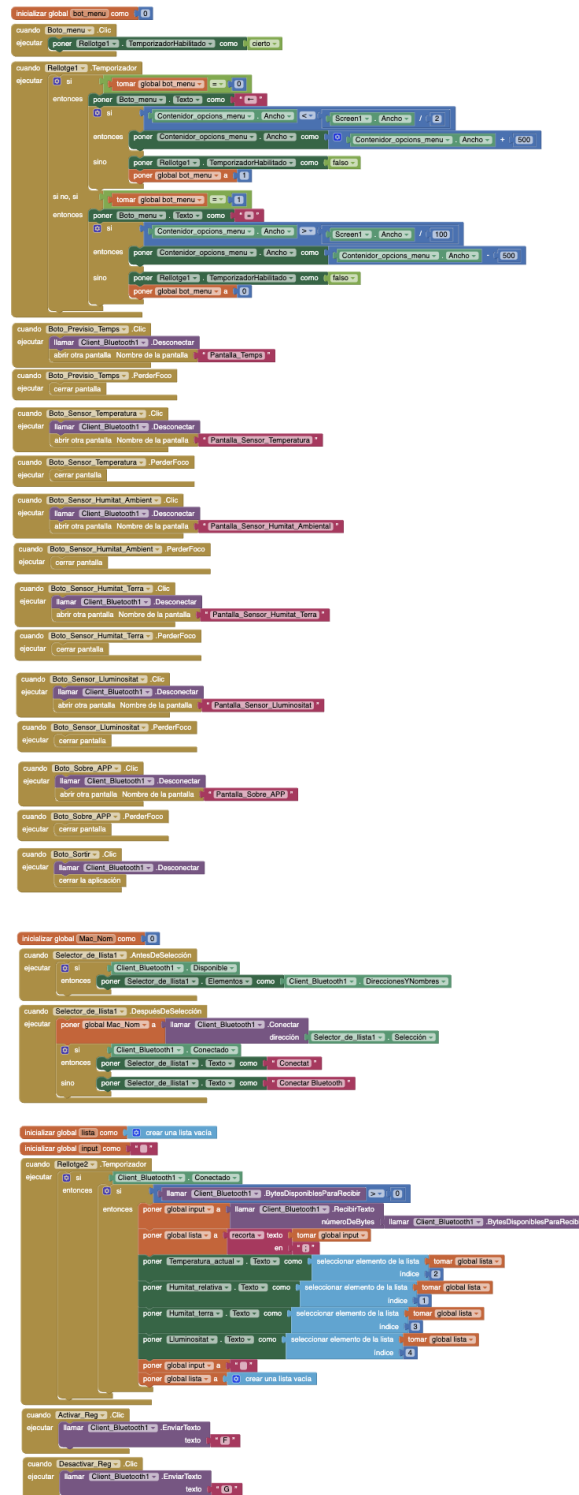 inicializar global bot_menu como 0
cuando Boto_menu .Clic
ejecutar poner Rellotge1 . TemporizadorHabilitado como cierto
cuando Rellotge1 .Temporizador
ejecutar si tomar global bot_menu = 0
entonces poner Boto_menu . Texto como " ← "
si Contenidor_opcions_menu . Ancho < Screen1 . Ancho / 2
entonces poner Contenidor_opcions_menu . Ancho como Contenidor_opcions_menu . Ancho + 500
sino poner Rellotge1 . TemporizadorHabilitado como falso
poner global bot_menu a 1
si no, si tomar global bot_menu = 1
entonces poner Boto_menu . Texto como " "
si Contenidor_opcions_menu . Ancho > Screen1 . Ancho / 100
entonces poner Contenidor_opcions_menu . Ancho como Contenidor_opcions_menu . Ancho - 500
sino poner Rellotge1 . TemporizadorHabilitado como falso
poner global bot_menu a 0
cuando Boto_Previsio_Temps .Clic
ejecutar llamar Client_Bluetooth1 .Desconectar
abrir otra pantalla Nombre de la pantalla " Pantalla_Temps "
cuando Boto_Previsio_Temps .PerderFoco
ejecutar cerrar pantalla
cuando Boto_Sensor_Temperatura .Clic
ejecutar llamar Client_Bluetooth1 .Desconectar
abrir otra pantalla Nombre de la pantalla " Pantalla_Sensor_Temperatura "
cuando Boto_Sensor_Temperatura .PerderFoco
ejecutar cerrar pantalla
cuando Boto_Sensor_Humitat_Ambient .Clic
ejecutar llamar Client_Bluetooth1 .Desconectar
abrir otra pantalla Nombre de la pantalla " Pantalla_Sensor_Humitat_Ambiental "
cuando Boto_Sensor_Humitat_Ambient .PerderFoco
ejecutar cerrar pantalla
cuando Boto_Sensor_Humitat_Terra .Clic
ejecutar llamar Client_Bluetooth1 .Desconectar
abrir otra pantalla Nombre de la pantalla " Pantalla_Sensor_Humitat_Terra "
cuando Boto_Sensor_Humitat_Terra .PerderFoco
ejecutar cerrar pantalla
cuando Boto_Sensor_Lluminositat .Clic
ejecutar llamar Client_Bluetooth1 .Desconectar
abrir otra pantalla Nombre de la pantalla " Pantalla_Sensor_Lluminositat "
cuando Boto_Sensor_Lluminositat .PerderFoco
ejecutar cerrar pantalla
cuando Boto_Sobre_APP .Clic
ejecutar llamar Client_Bluetooth1 .Desconectar
abrir otra pantalla Nombre de la pantalla " Pantalla_Sobre_APP "
cuando Boto_Sobre_APP .PerderFoco
ejecutar cerrar pantalla
cuando Boto_Sortir .Clic
ejecutar llamar Client_Bluetooth1 .Desconectar
cerrar la aplicación
inicializar global Mac_Nom como 0
cuando Selector_de_llista1 .AntesDeSelección
ejecutar si Client_Bluetooth1 . Disponible
entonces poner Selector_de_llista1 . Elementos como Client_Bluetooth1 . DireccionesYNombres
cuando Selector_de_llista1 .DespuésDeSelección
ejecutar poner global Mac_Nom a llamar Client_Bluetooth1 .Conectar
dirección Selector_de_llista1 . Selección
si Client_Bluetooth1 . Conectado
entonces poner Selector_de_llista1 . Texto como " Conectat "
sino poner Selector_de_llista1 . Texto como " Conectar Bluetooth "
inicializar global lista como crear una lista vacía
inicializar global input como " "
cuando Rellotge2 .Temporizador
ejecutar si Client_Bluetooth1 . Conectado
entonces si llamar Client_Bluetooth1 .BytesDisponiblesParaRecibir > 0
entonces poner global input a llamar Client_Bluetooth1 .RecibirTexto
númeroDeBytes llamar Client_Bluetooth1 .BytesDisponiblesParaRecibir
poner global lista a recorta texto tomar global input
en " "
poner Temperatura_actual . Texto como seleccionar elemento de la lista tomar global lista
índice 2
poner Humitat_relativa . Texto como seleccionar elemento de la lista tomar global lista
índice 1
poner Humitat_terra . Texto como seleccionar elemento de la lista tomar global lista
índice 3
poner Lluminositat . Texto como seleccionar elemento de la lista tomar global lista
índice 4
poner global input a " "
poner global lista a crear una lista vacía
cuando Activar_Reg .Clic
ejecutar llamar Client_Bluetooth1 .EnviarTexto
texto " F "
cuando Desactivar_Reg .Clic
ejecutar llamar Client_Bluetooth1 .EnviarTexto
texto " G "